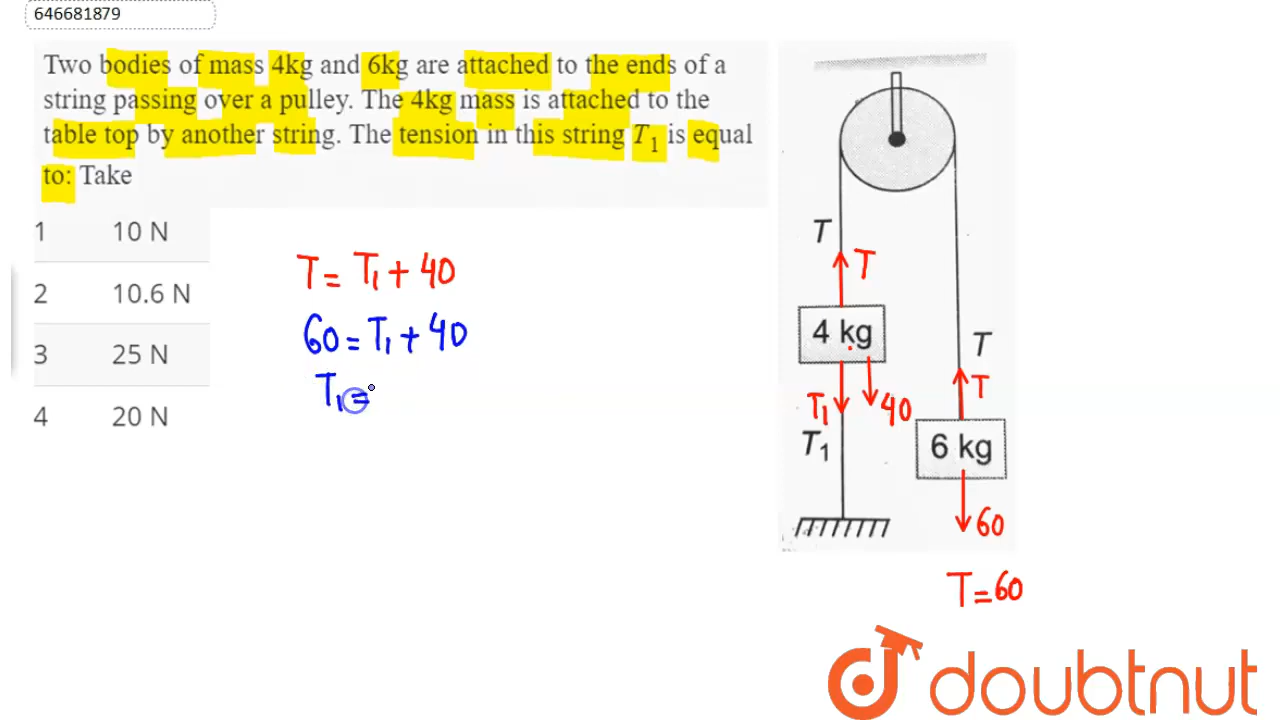 646681879
Two bodies of mass 4kg and 6kg are attached to the ends of a
string passing over a pulley. The 4kg mass is attached to the
table top by another string. The tension in this string T₁ is equal
to: Take
1 10 N
2 10.6 N
3 25 N
4 20 N
T = T₁ + 40
60 = T₁ + 40
T₁ =
T
T
4 kg
T₁
40
T₁
T
T
6 kg
60
T = 60
doubtnut